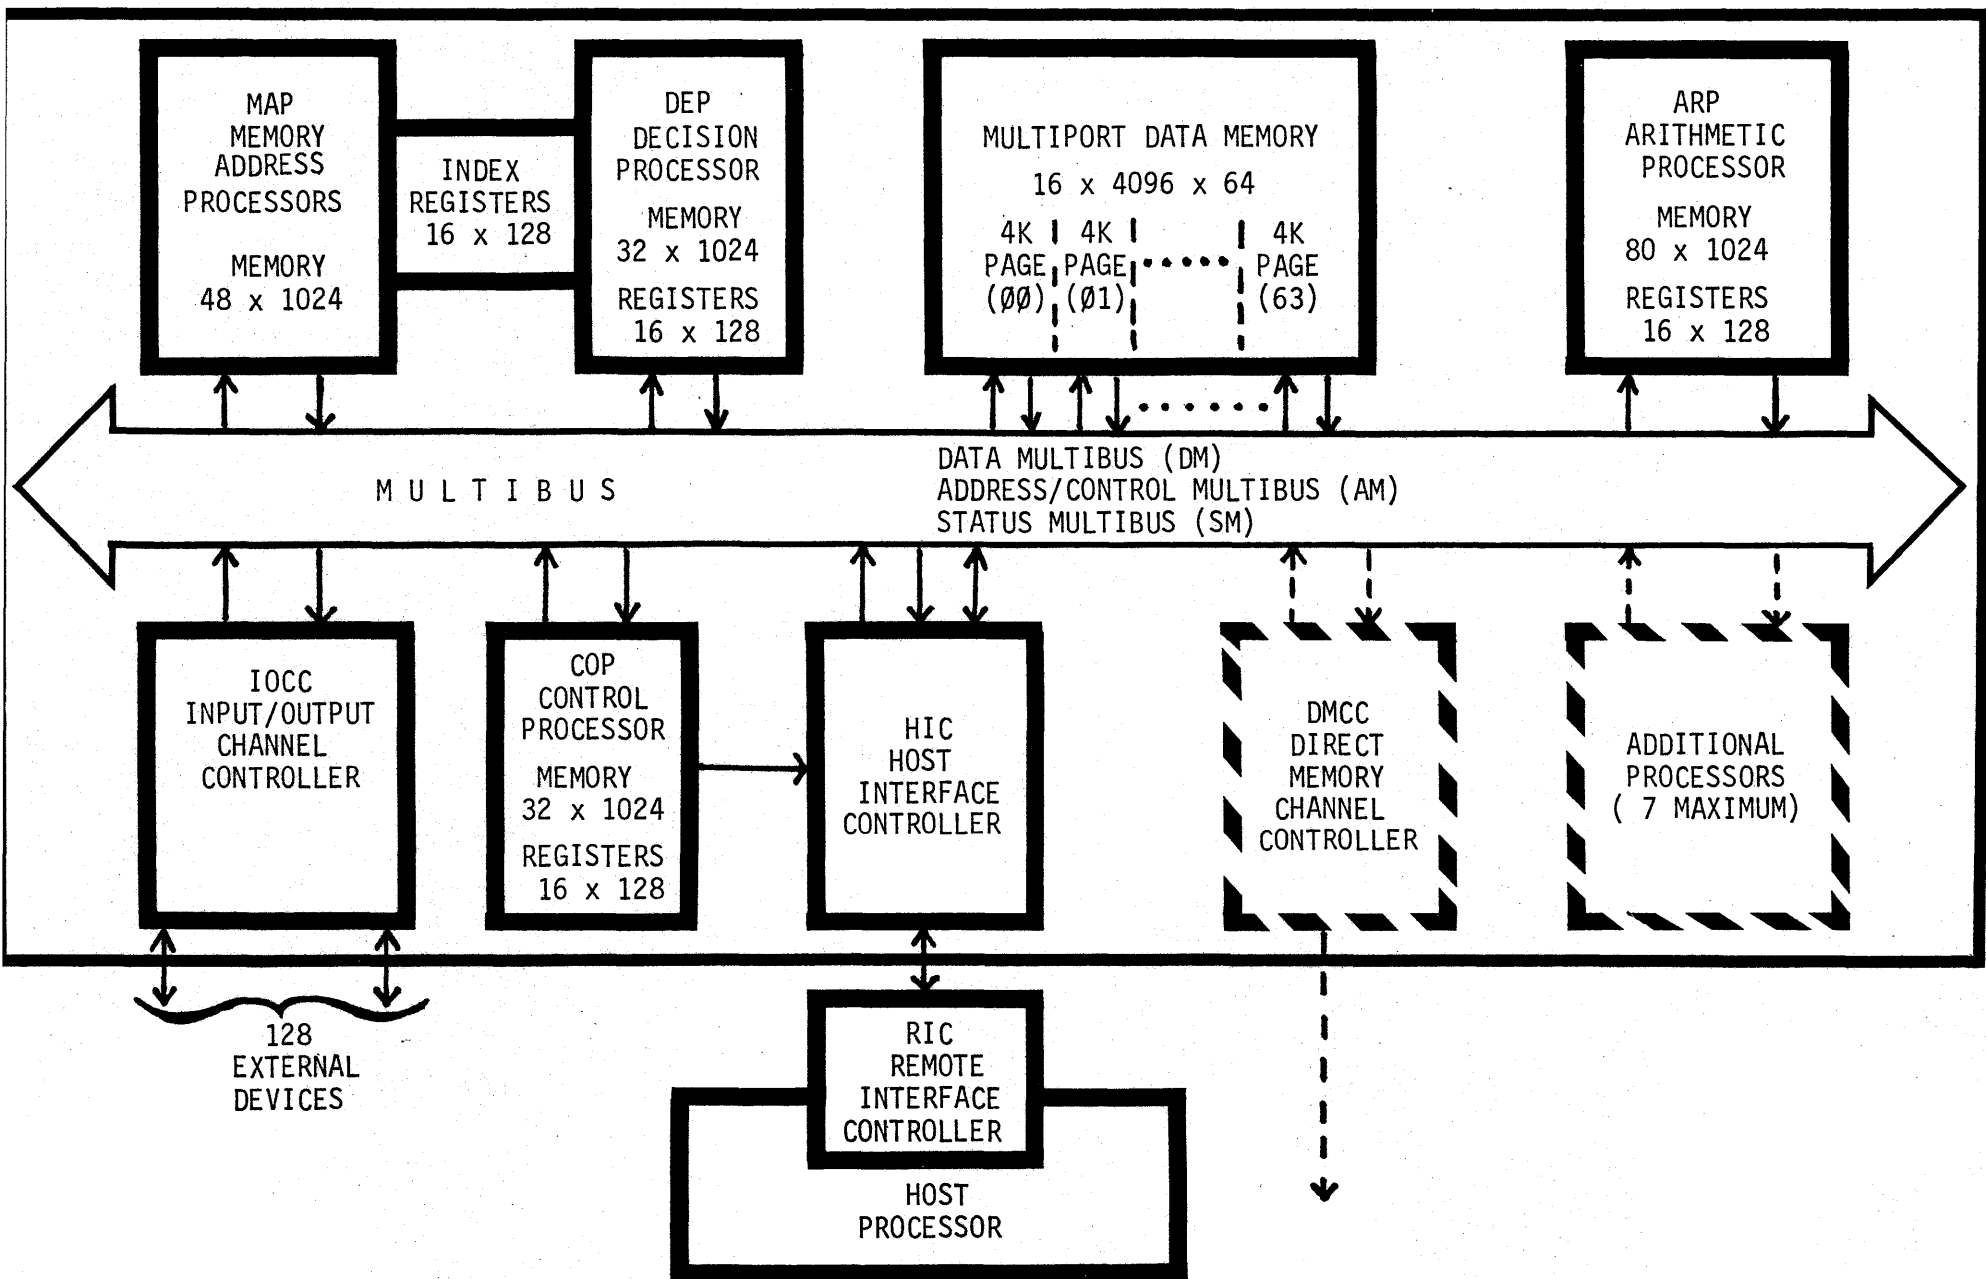 MAP
MEMORY
ADDRESS
PROCESSORS
MEMORY
48 x 1024
INDEX
REGISTERS
16 x 128
DEP
DECISION
PROCESSOR
MEMORY
32 x 1024
REGISTERS
16 x 128
MULTIPORT DATA MEMORY
16 x 4096 x 64
4K
PAGE
(ØØ)
4K
PAGE
(Ø1)
4K
PAGE
(63)
ARP
ARITHMETIC
PROCESSOR
MEMORY
80 x 1024
REGISTERS
16 x 128
MULTIBUS
DATA MULTIBUS (DM)
ADDRESS/CONTROL MULTIBUS (AM)
STATUS MULTIBUS (SM)
IOCC
INPUT/OUTPUT
CHANNEL
CONTROLLER
COP
CONTROL
PROCESSOR
MEMORY
32 x 1024
REGISTERS
16 x 128
HIC
HOST
INTERFACE
CONTROLLER
DMCC
DIRECT
MEMORY
CHANNEL
CONTROLLER
ADDITIONAL
PROCESSORS
( 7 MAXIMUM)
128
EXTERNAL
DEVICES
RIC
REMOTE
INTERFACE
CONTROLLER
HOST
PROCESSOR